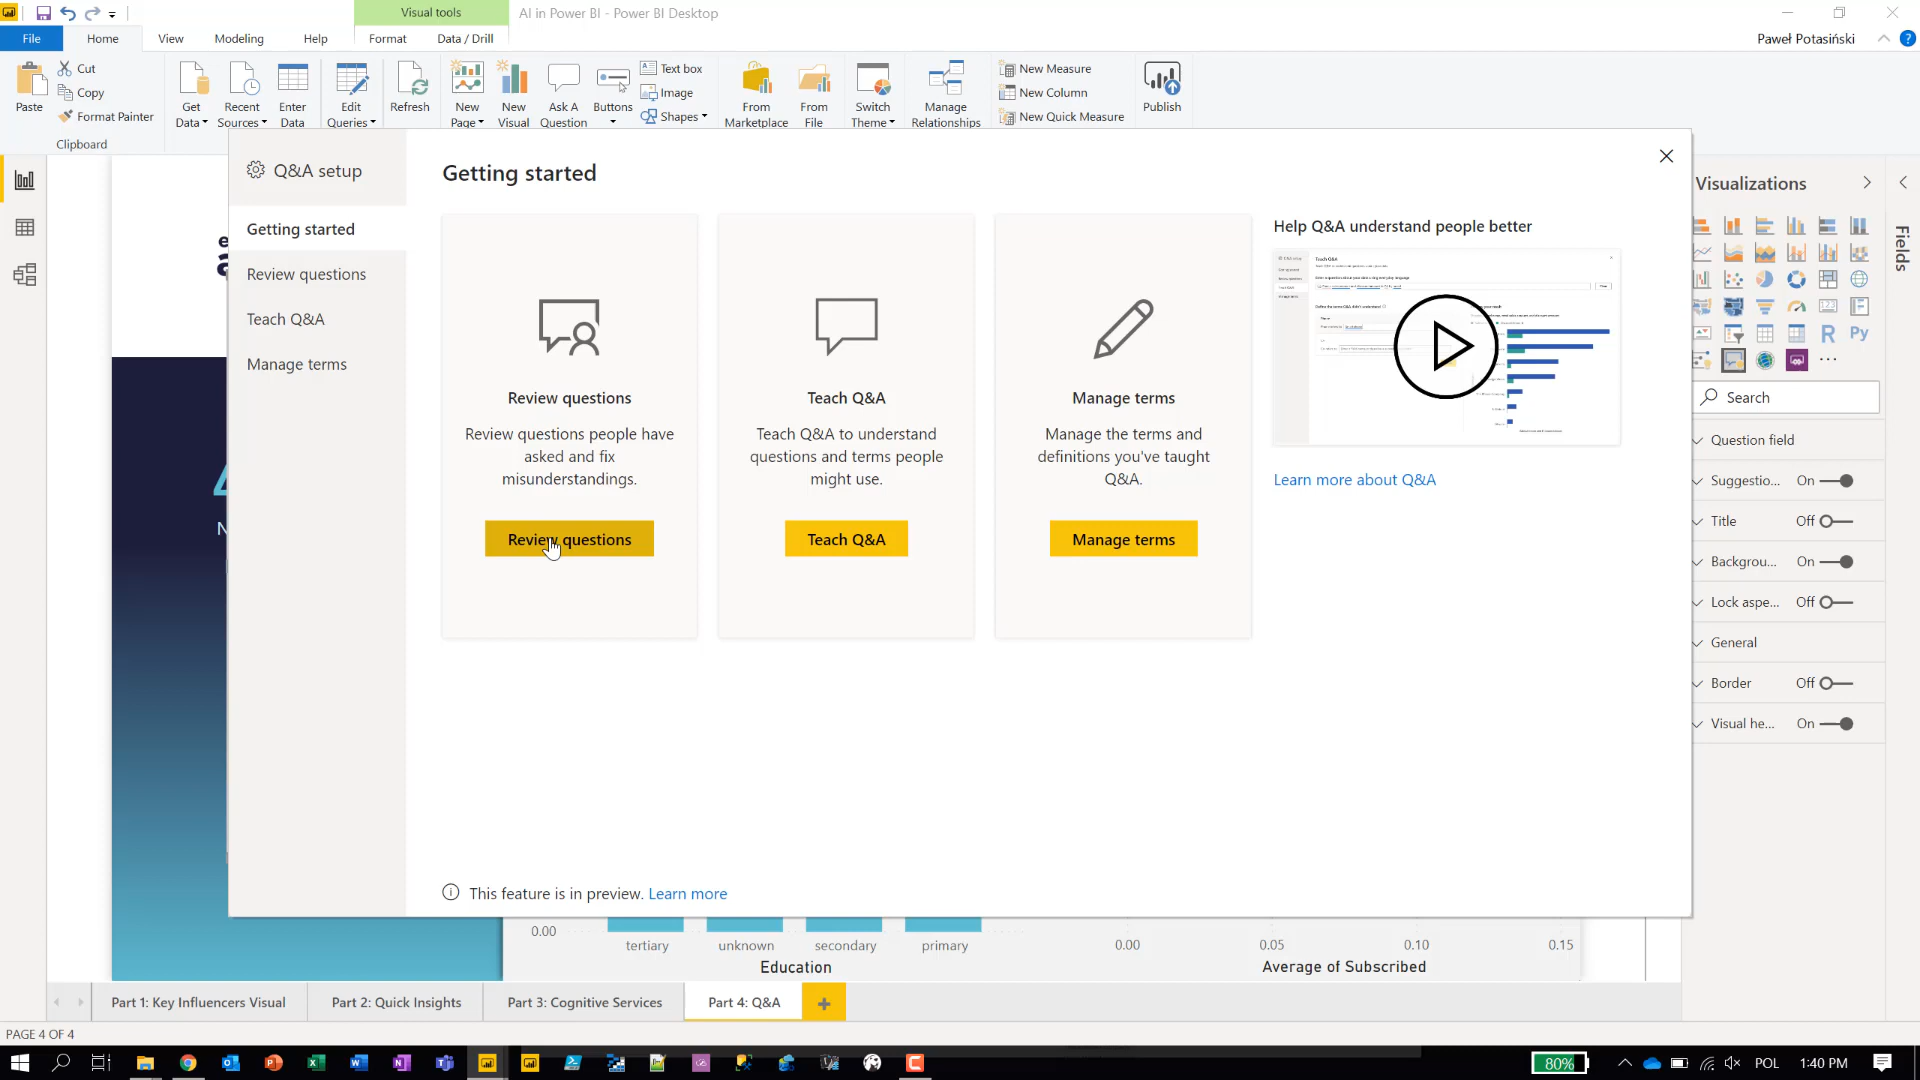 Visual tools
AI in Power BI - Power BI Desktop
File
Home
View
Modeling
Help
Format
Data / Drill
Paweł Potasiński
Paste
Cut
Copy
Format Painter
Clipboard
Get
Data
Recent
Sources
Enter
Data
Edit
Queries
Refresh
New
Page
New
Visual
Ask A
Question
Buttons
Text box
Image
Shapes
From
Marketplace
From
File
Switch
Theme
Manage
Relationships
New Measure
New Column
New Quick Measure
Publish
Q&A setup
Getting started
Review questions
Teach Q&A
Manage terms
Getting started
Review questions
Review questions people have
asked and fix
misunderstandings.
Review questions
Teach Q&A
Teach Q&A to understand
questions and terms people
might use.
Teach Q&A
Manage terms
Manage the terms and
definitions you've taught
Q&A.
Manage terms
Help Q&A understand people better
Learn more about Q&A
This feature is in preview. Learn more
Visualizations
Fields
R
Py
Search
Question field
Suggestio... On
Title Off
Backgrou... On
Lock aspe... Off
General
Border Off
Visual he... On
0.00
tertiary
unknown
secondary
primary
Education
0.00
0.05
0.10
0.15
Average of Subscribed
Part 1: Key Influencers Visual
Part 2: Quick Insights
Part 3: Cognitive Services
Part 4: Q&A
PAGE 4 OF 4
80%
POL
1:40 PM